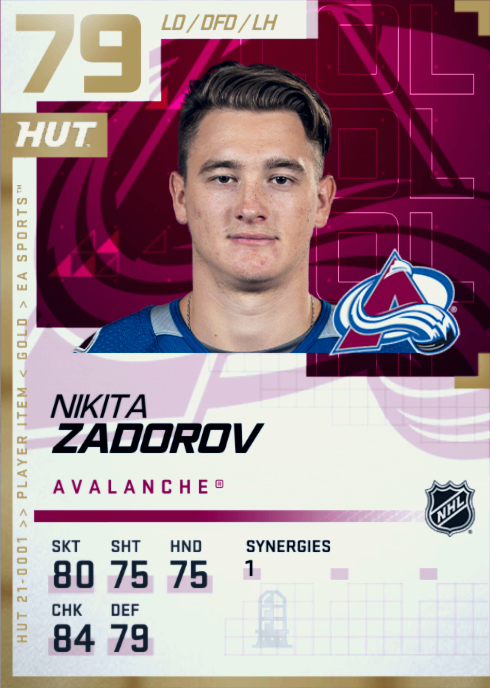 79
LD / DFD / LH
HUT
HUT 21-0001 >> PLAYER ITEM < GOLD > EA SPORTS™
NIKITA
ZADOROV
AVALANCHE®
NHL
SKT SHT HND SYNERGIES
80 75 75 1
CHK DEF
84 79